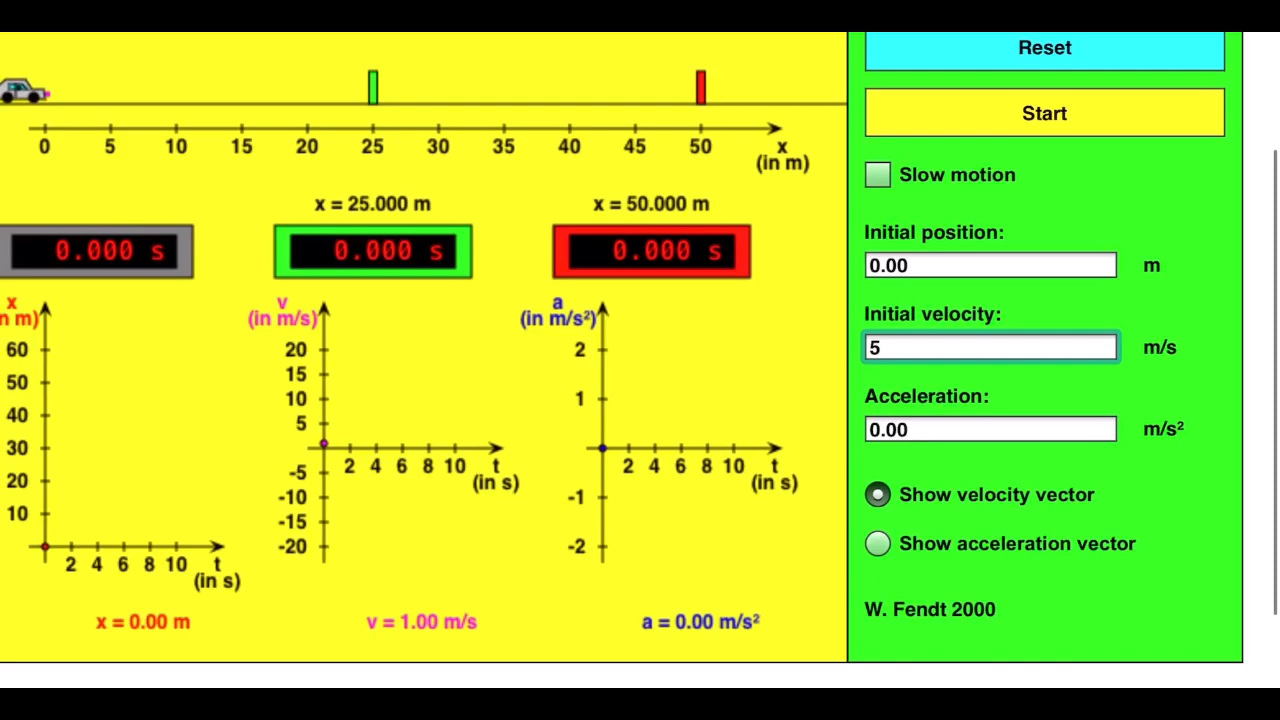 Reset
Start
Slow motion
Initial position:
0.00 m
Initial velocity:
5 m/s
Acceleration:
0.00 m/s²
Show velocity vector
Show acceleration vector
W. Fendt 2000
0 5 10 15 20 25 30 35 40 45 50 x
(in m)
x = 25.000 m x = 50.000 m
0.000 s 0.000 s 0.000 s
x
n m)
60
50
40
30
20
10
2 4 6 8 10 t
(in s)
x = 0.00 m
v
(in m/s)
20
15
10
5
2 4 6 8 10 t
(in s)
-5
-10
-15
-20
v = 1.00 m/s
a
(in m/s²)
2
1
2 4 6 8 10 t
(in s)
-1
-2
a = 0.00 m/s²